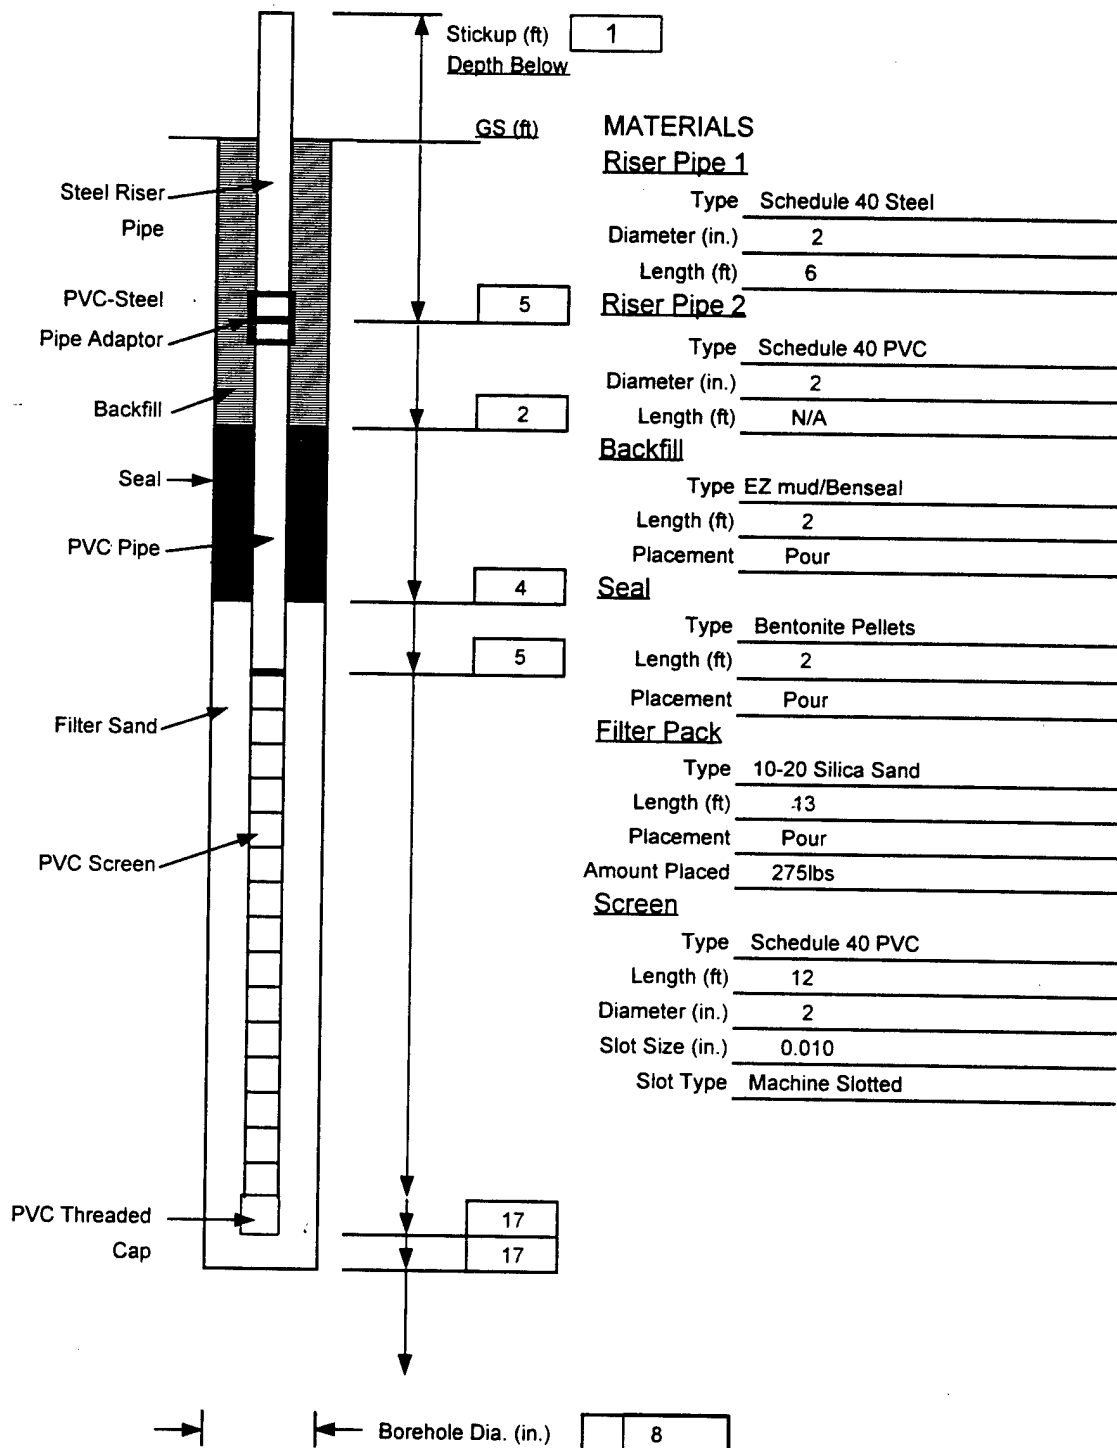 Stickup (ft) 1
Depth Below
GS (ft)
Steel Riser
Pipe
PVC-Steel
Pipe Adaptor
5
Backfill
2
Seal
PVC Pipe
4
5
Filter Sand
PVC Screen
PVC Threaded
Cap
17
17
Borehole Dia. (in.) 8
MATERIALS
Riser Pipe 1
Type Schedule 40 Steel
Diameter (in.) 2
Length (ft) 6
Riser Pipe 2
Type Schedule 40 PVC
Diameter (in.) 2
Length (ft) N/A
Backfill
Type EZ mud/Benseal
Length (ft) 2
Placement Pour
Seal
Type Bentonite Pellets
Length (ft) 2
Placement Pour
Filter Pack
Type 10-20 Silica Sand
Length (ft) 13
Placement Pour
Amount Placed 275lbs
Screen
Type Schedule 40 PVC
Length (ft) 12
Diameter (in.) 2
Slot Size (in.) 0.010
Slot Type Machine Slotted